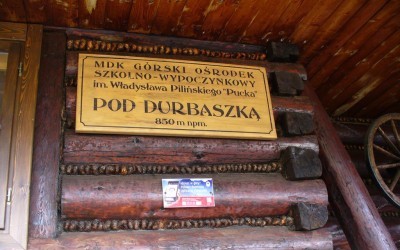 MDK GÓRSKI OŚRODEK
SZKOLNO-WYPOCZYNKOWY
im. Władysława Pilińskiego "Pucka"
POD DURBASZKĄ
850 m npm.